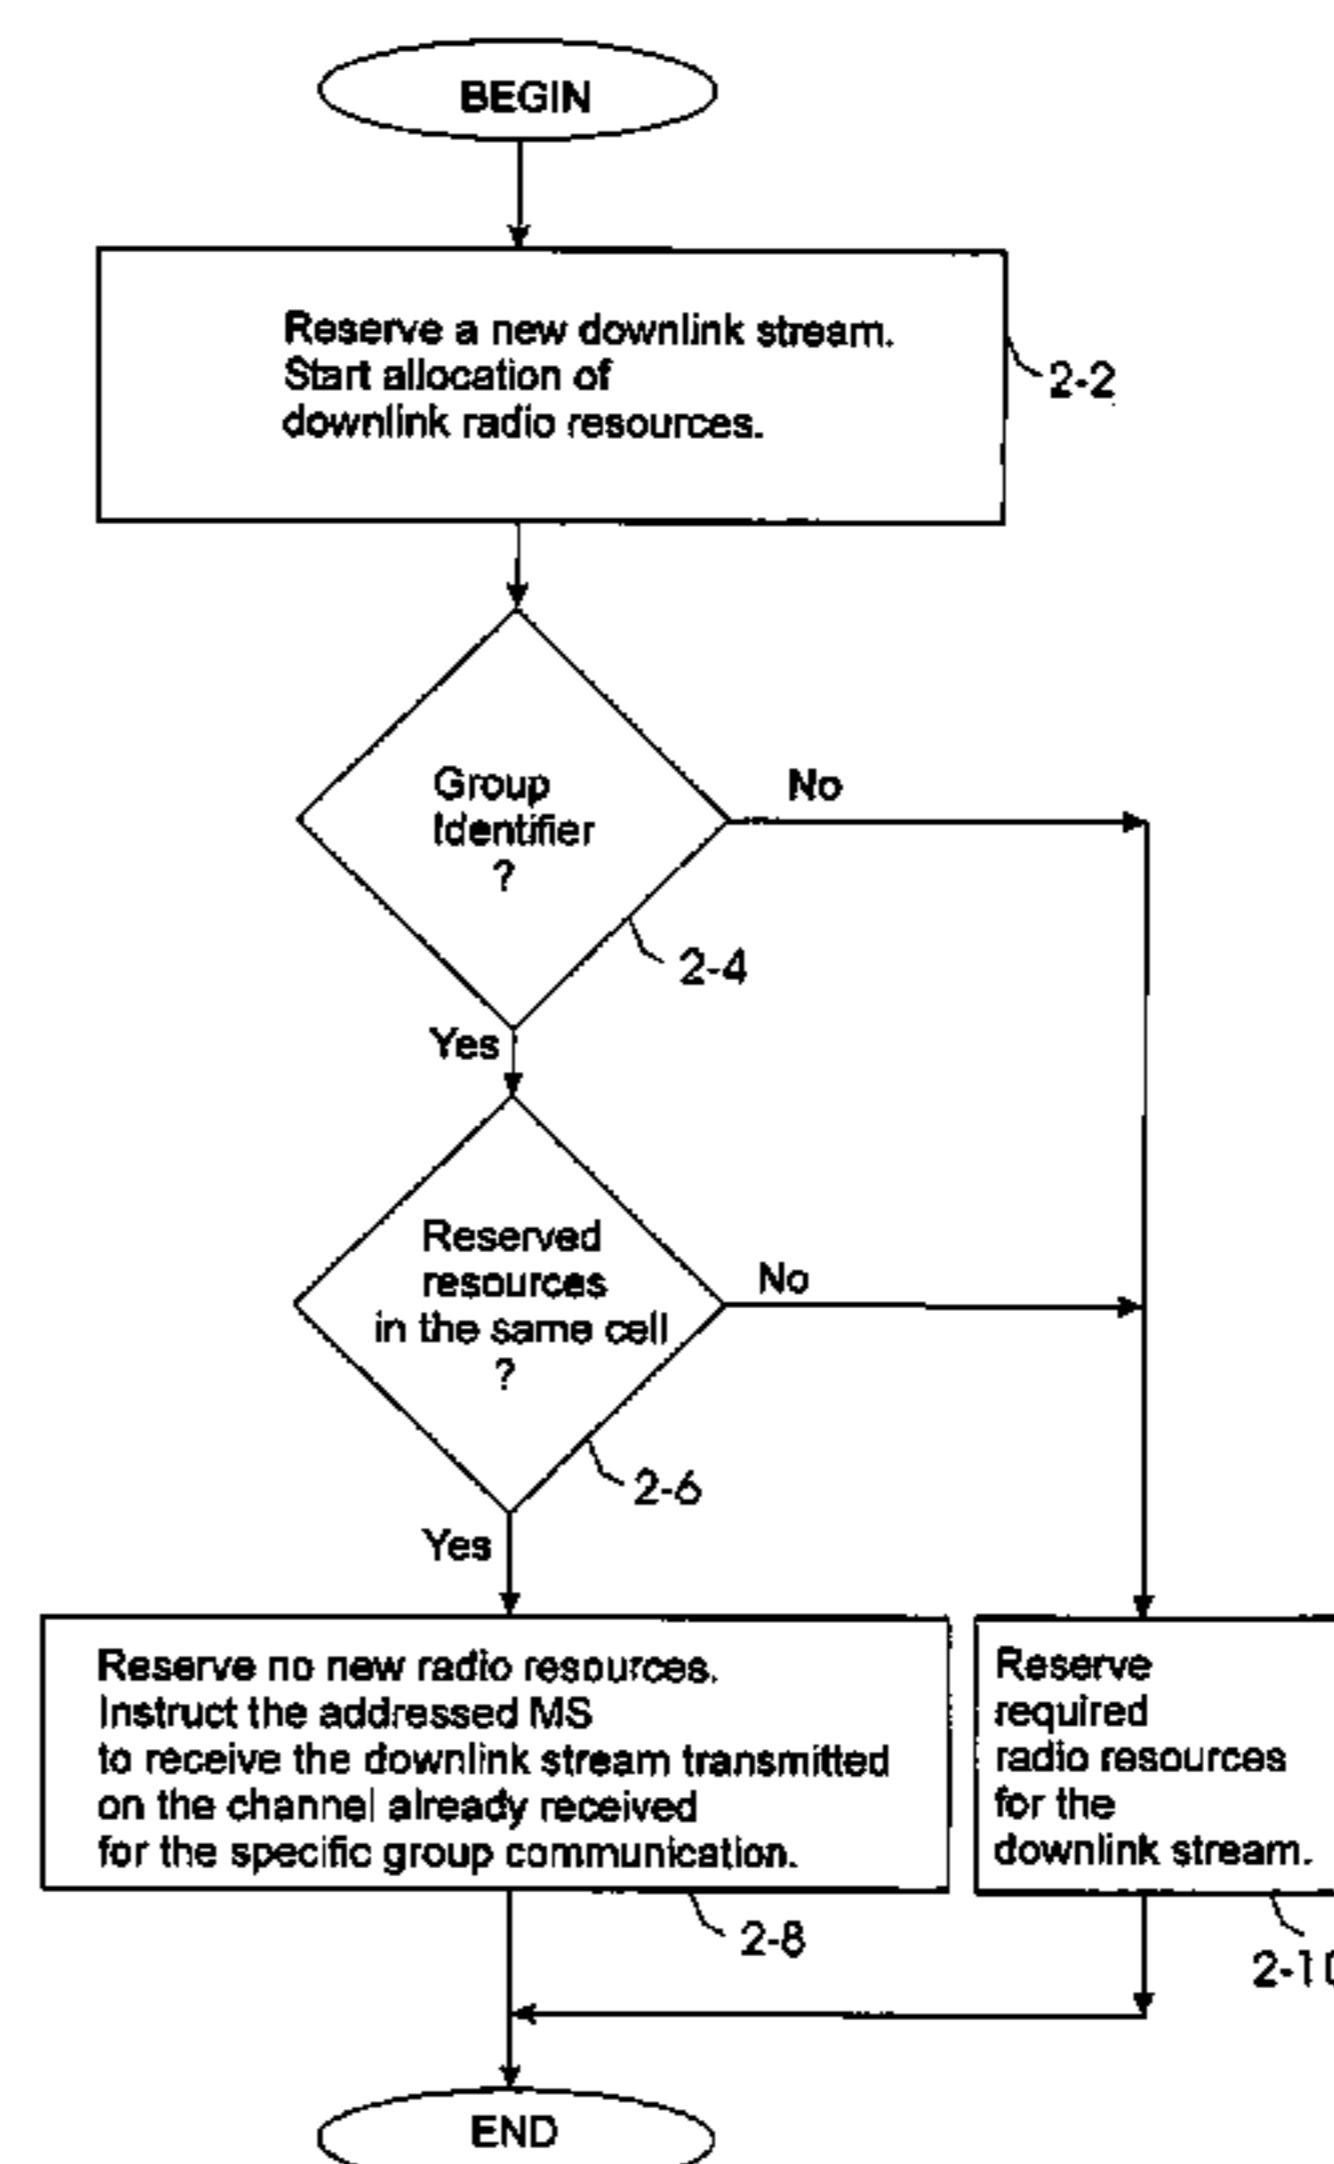 BEGIN
Reserve a new downlink stream.
Start allocation of
downlink radio resources.
2-2
Group
Identifier
?
No
2-4
Yes
Reserved
resources
in the same cell
?
No
2-6
Yes
Reserve no new radio resources.
Instruct the addressed MS
to receive the downlink stream transmitted
on the channel already received
for the specific group communication.
2-8
Reserve
required
radio resources
for the
downlink stream.
2-10
END